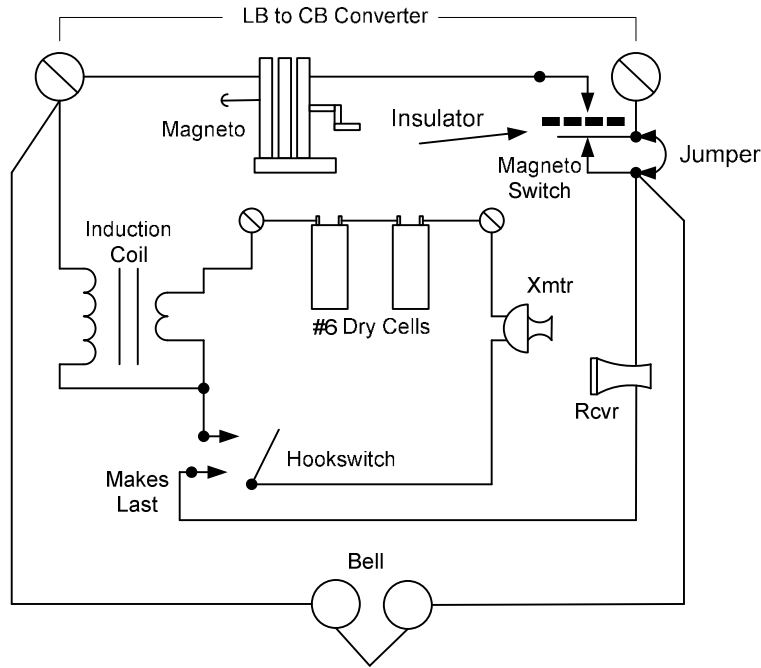 LB to CB Converter
Magneto
Insulator
Magneto
Switch
Jumper
Induction
Coil
#6 Dry Cells
Xmtr
Rcvr
Hookswitch
Makes
Last
Bell